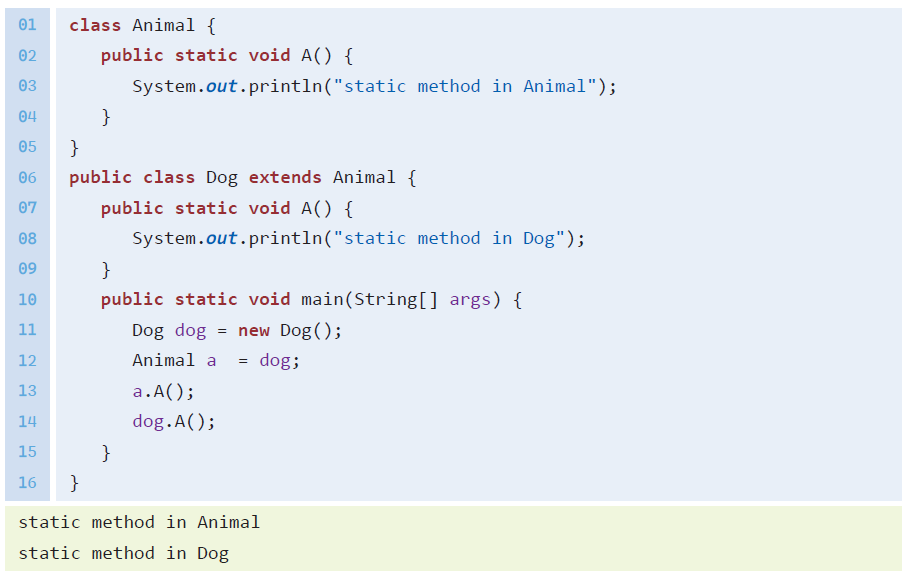 01 class Animal {
02    public static void A() {
03       System.out.println("static method in Animal");
04    }
05 }
06 public class Dog extends Animal {
07    public static void A() {
08       System.out.println("static method in Dog");
09    }
10    public static void main(String[] args) {
11       Dog dog = new Dog();
12       Animal a  = dog;
13       a.A();
14       dog.A();
15    }
16 }
static method in Animal
static method in Dog